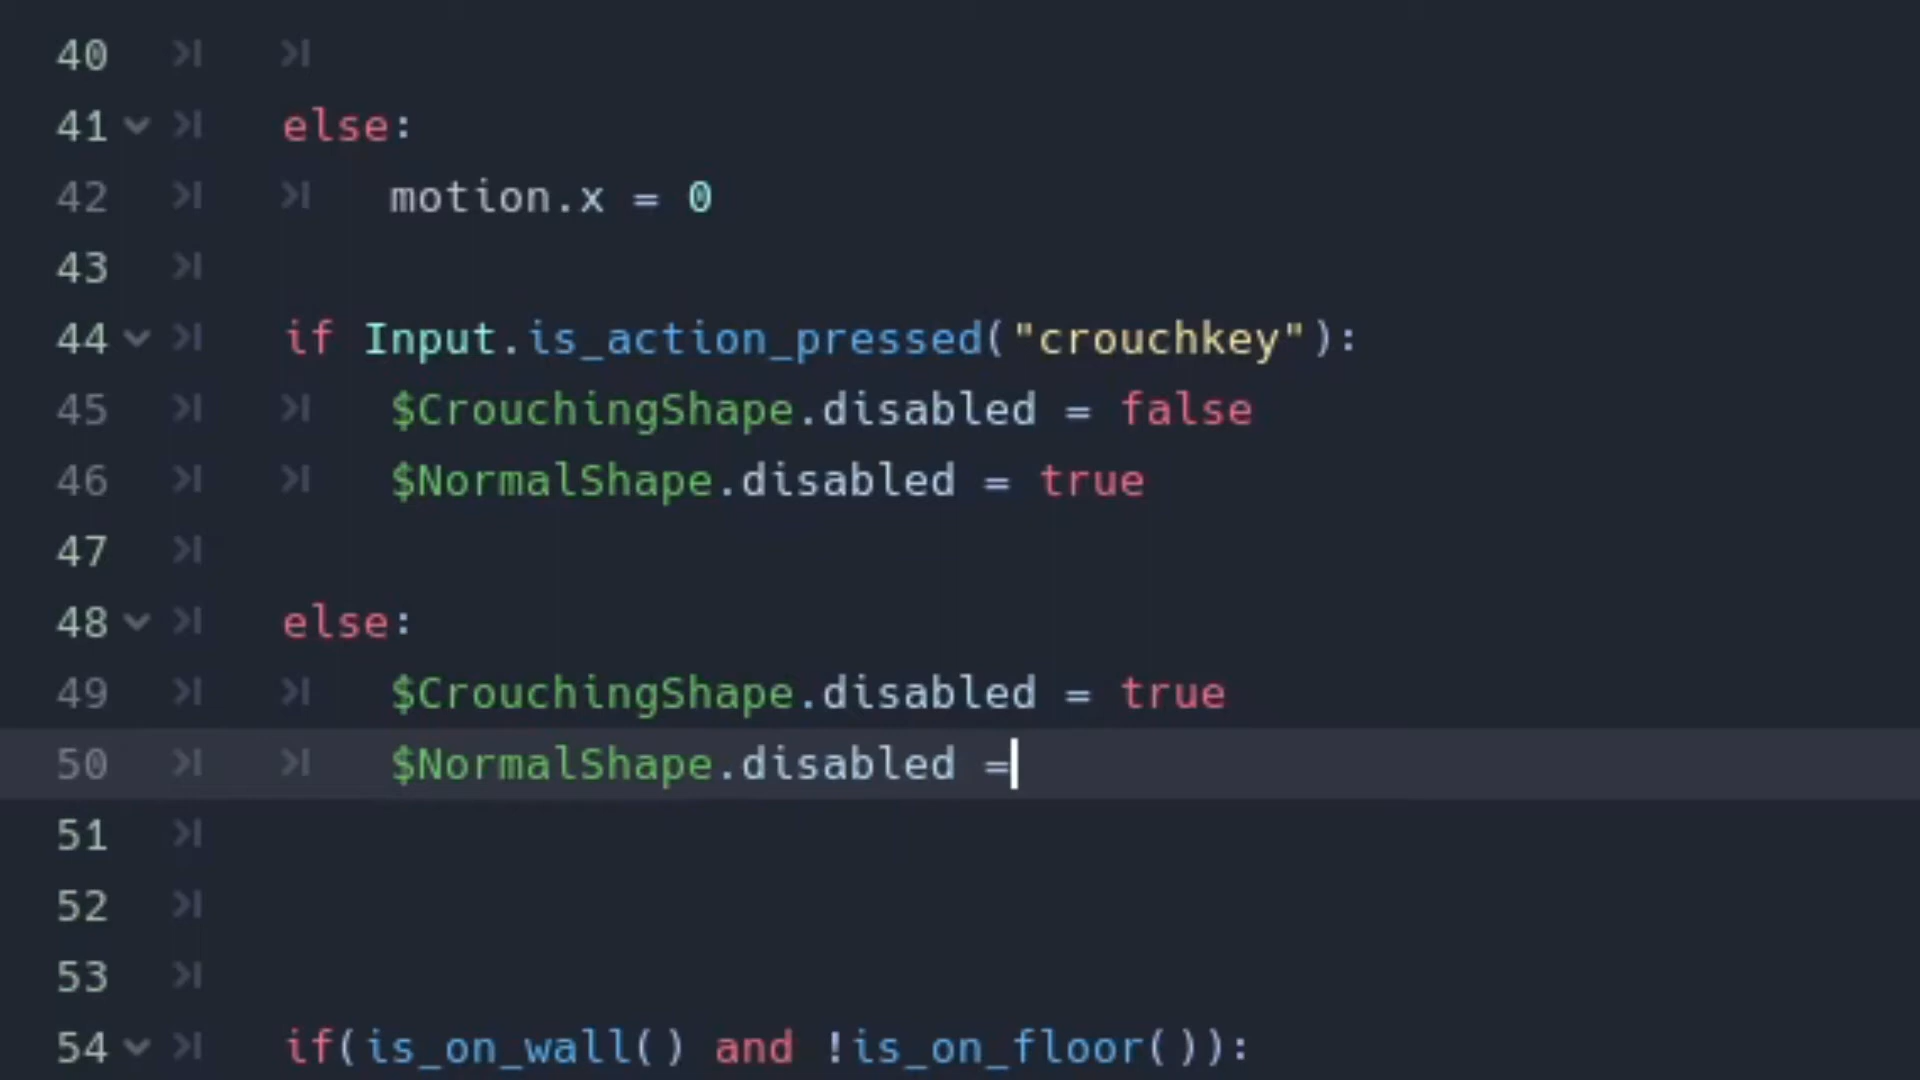 40
41 else:
42 motion.x = 0
43
44 if Input.is_action_pressed("crouchkey"):
45 $CrouchingShape.disabled = false
46 $NormalShape.disabled = true
47
48 else:
49 $CrouchingShape.disabled = true
50 $NormalShape.disabled =
51
52
53
54 if(is_on_wall() and !is_on_floor()):